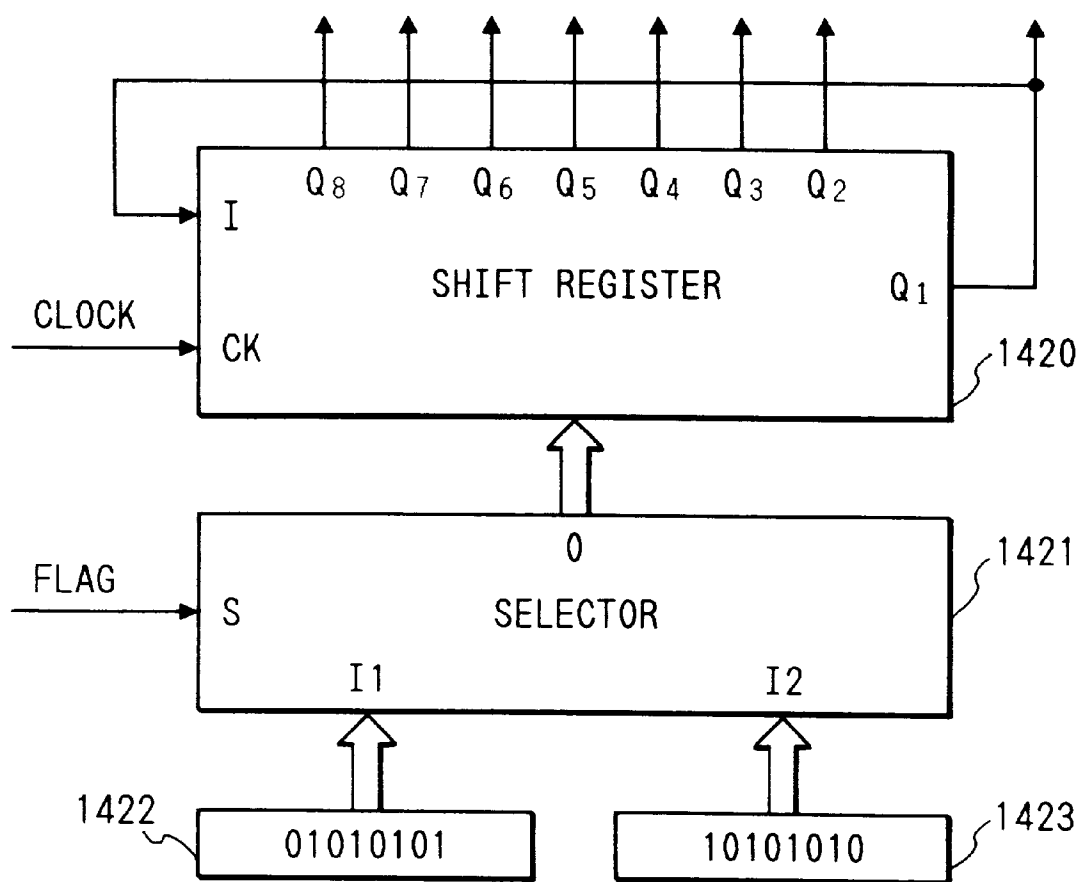 Q8 Q7 Q6 Q5 Q4 Q3 Q2
I
SHIFT REGISTER
Q1
CLOCK
CK
1420
O
1421
FLAG
S
SELECTOR
I1
I2
1422
01010101
10101010
1423